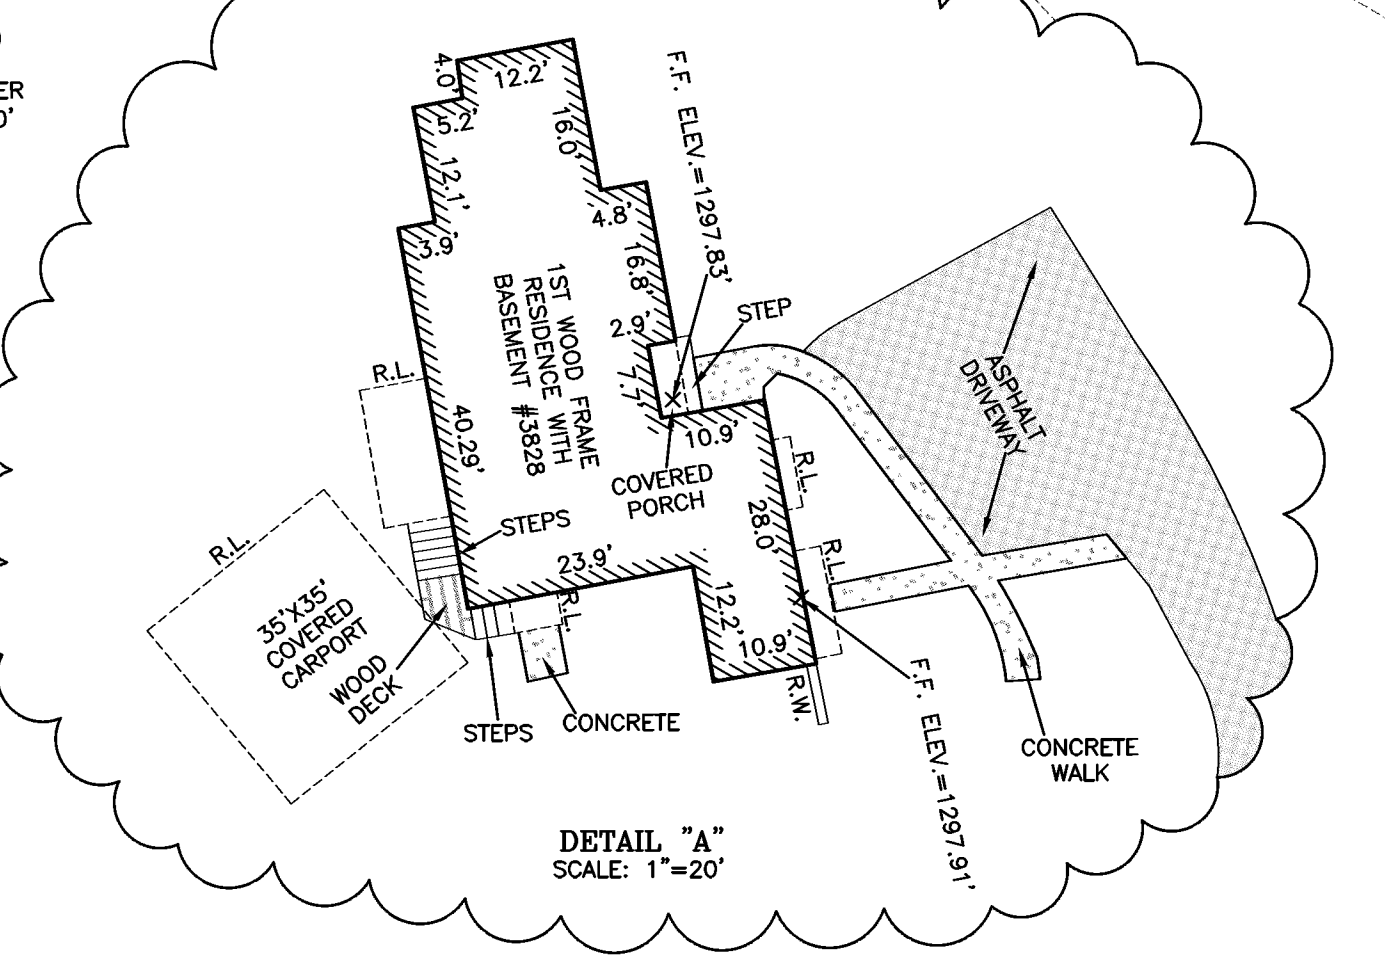 ER
0'
4.0'
12.2'
5.2'
16.0'
12.1'
4.8'
3.9'
F.F. ELEV.=1297.83'
16.8'
1ST WOOD FRAME
RESIDENCE WITH
BASEMENT #3828
2.9'
STEP
7.7'
R.L.
40.29'
10.9'
COVERED
PORCH
ASPHALT
DRIVEWAY
R.L.
28.0'
STEPS
23.9'
R.L.
R.L.
R.L.
35'X35'
COVERED
CARPORT
WOOD
DECK
12.2'
10.9'
R.W.
STEPS
CONCRETE
F.F. ELEV.=1297.91'
CONCRETE
WALK
DETAIL "A"
SCALE: 1"=20'